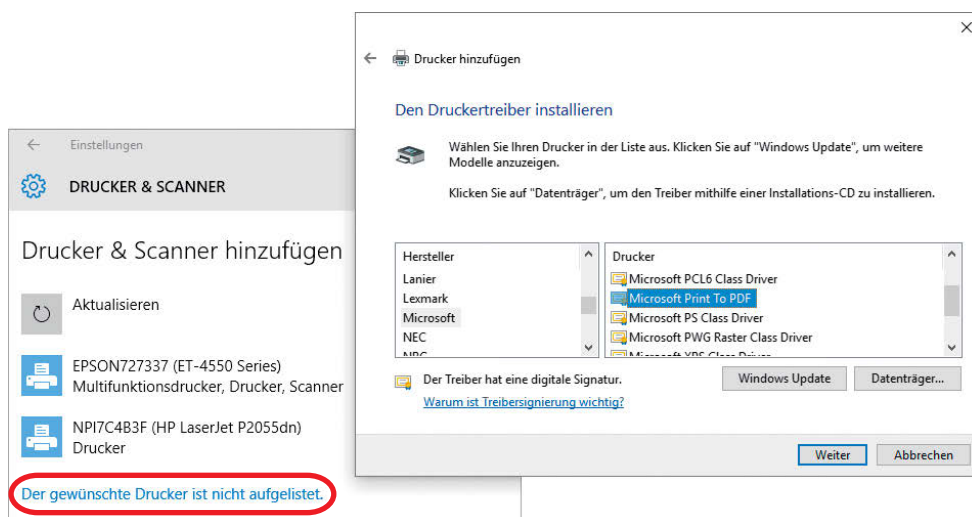 Einstellungen
DRUCKER & SCANNER
Drucker & Scanner hinzufügen
Aktualisieren
EPSON727337 (ET-4550 Series)
Multifunktionsdrucker, Drucker, Scanner
NPI7C4B3F (HP LaserJet P2055dn)
Drucker
Der gewünschte Drucker ist nicht aufgelistet.
Drucker hinzufügen
Den Druckertreiber installieren
Wählen Sie Ihren Drucker in der Liste aus. Klicken Sie auf "Windows Update", um weitere
Modelle anzuzeigen.
Klicken Sie auf "Datenträger", um den Treiber mithilfe einer Installations-CD zu installieren.
Hersteller
Lanier
Lexmark
Microsoft
NEC
NRG
Drucker
Microsoft PCL6 Class Driver
Microsoft Print To PDF
Microsoft PS Class Driver
Microsoft PWG Raster Class Driver
Microsoft XPS Class Driver
Der Treiber hat eine digitale Signatur.
Warum ist Treibersignierung wichtig?
Windows Update
Datenträger...
Weiter
Abbrechen